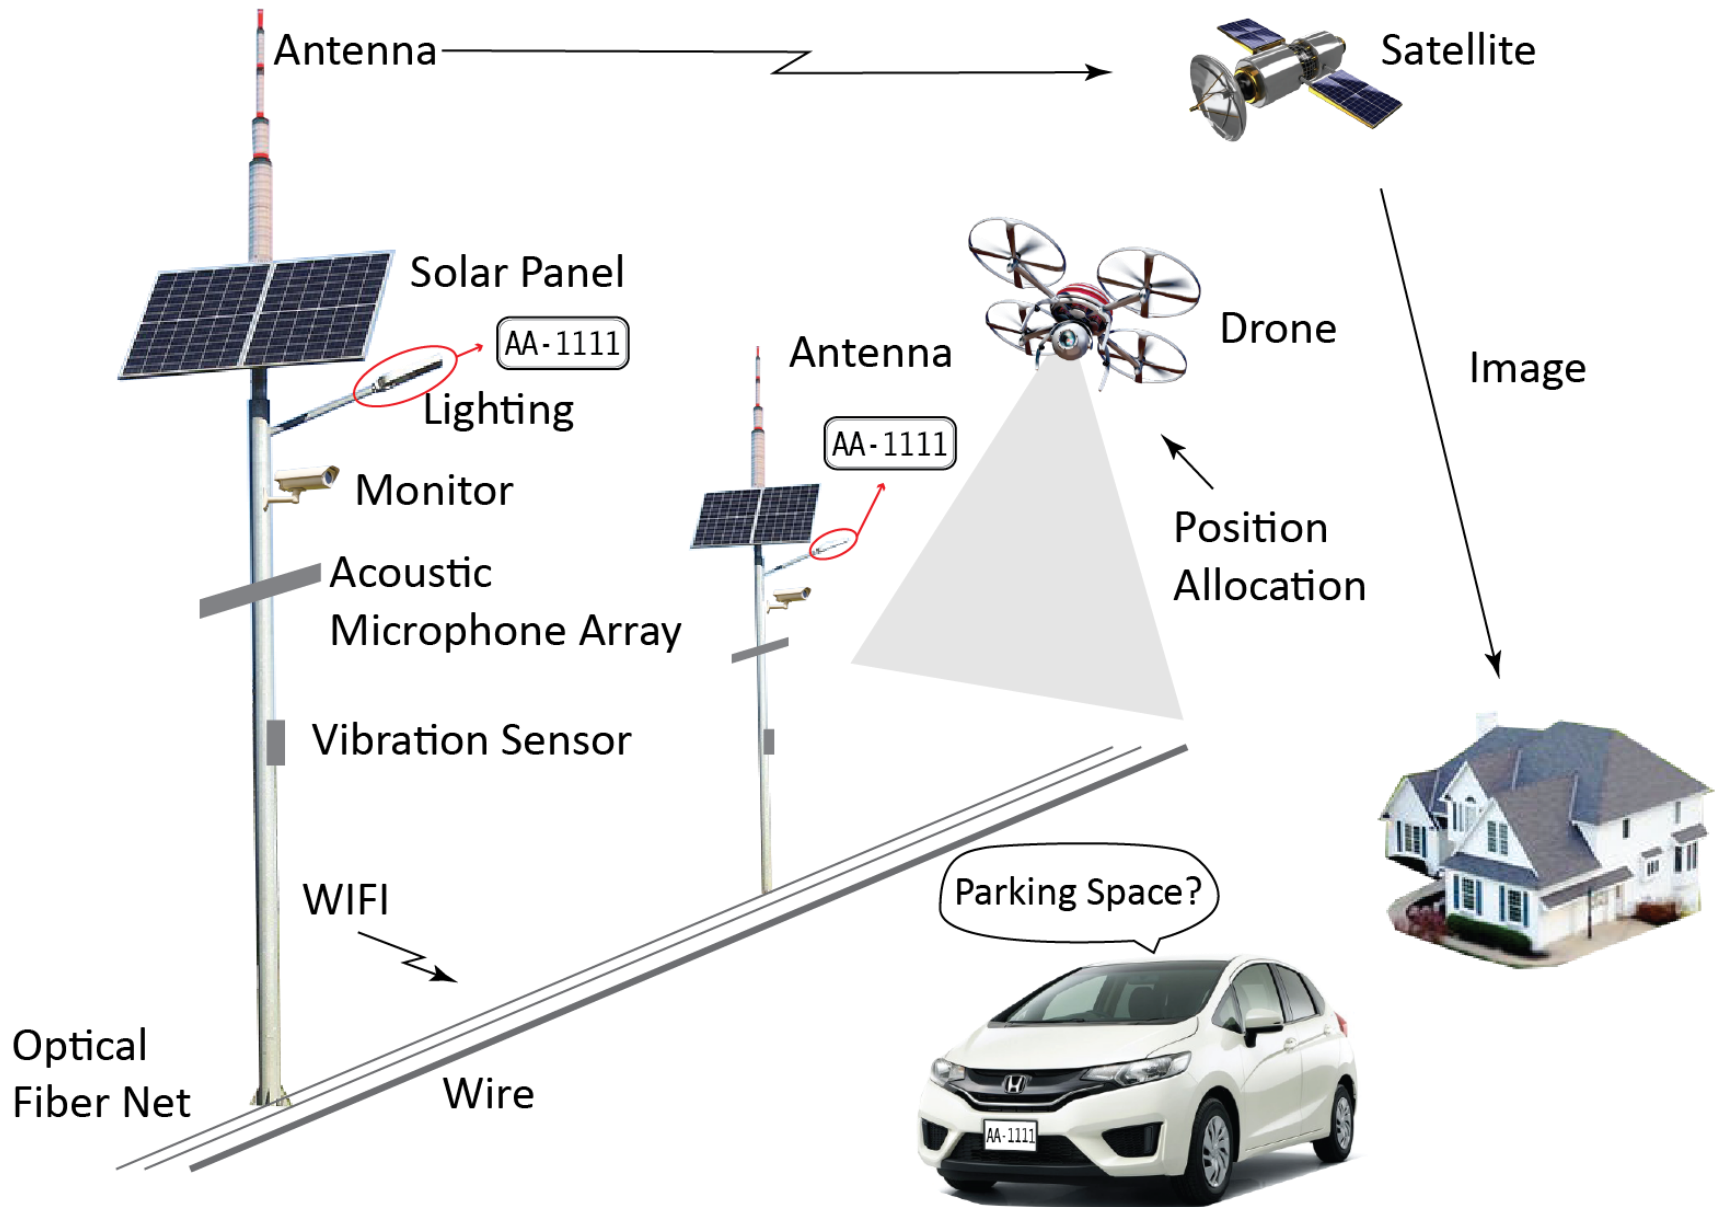 Antenna
Satellite
Solar Panel
AA-1111
Lighting
Antenna
Drone
Image
AA-1111
Monitor
Position
Allocation
Acoustic
Microphone Array
Vibration Sensor
WIFI
Parking Space?
Optical
Fiber Net
Wire
AA-1111